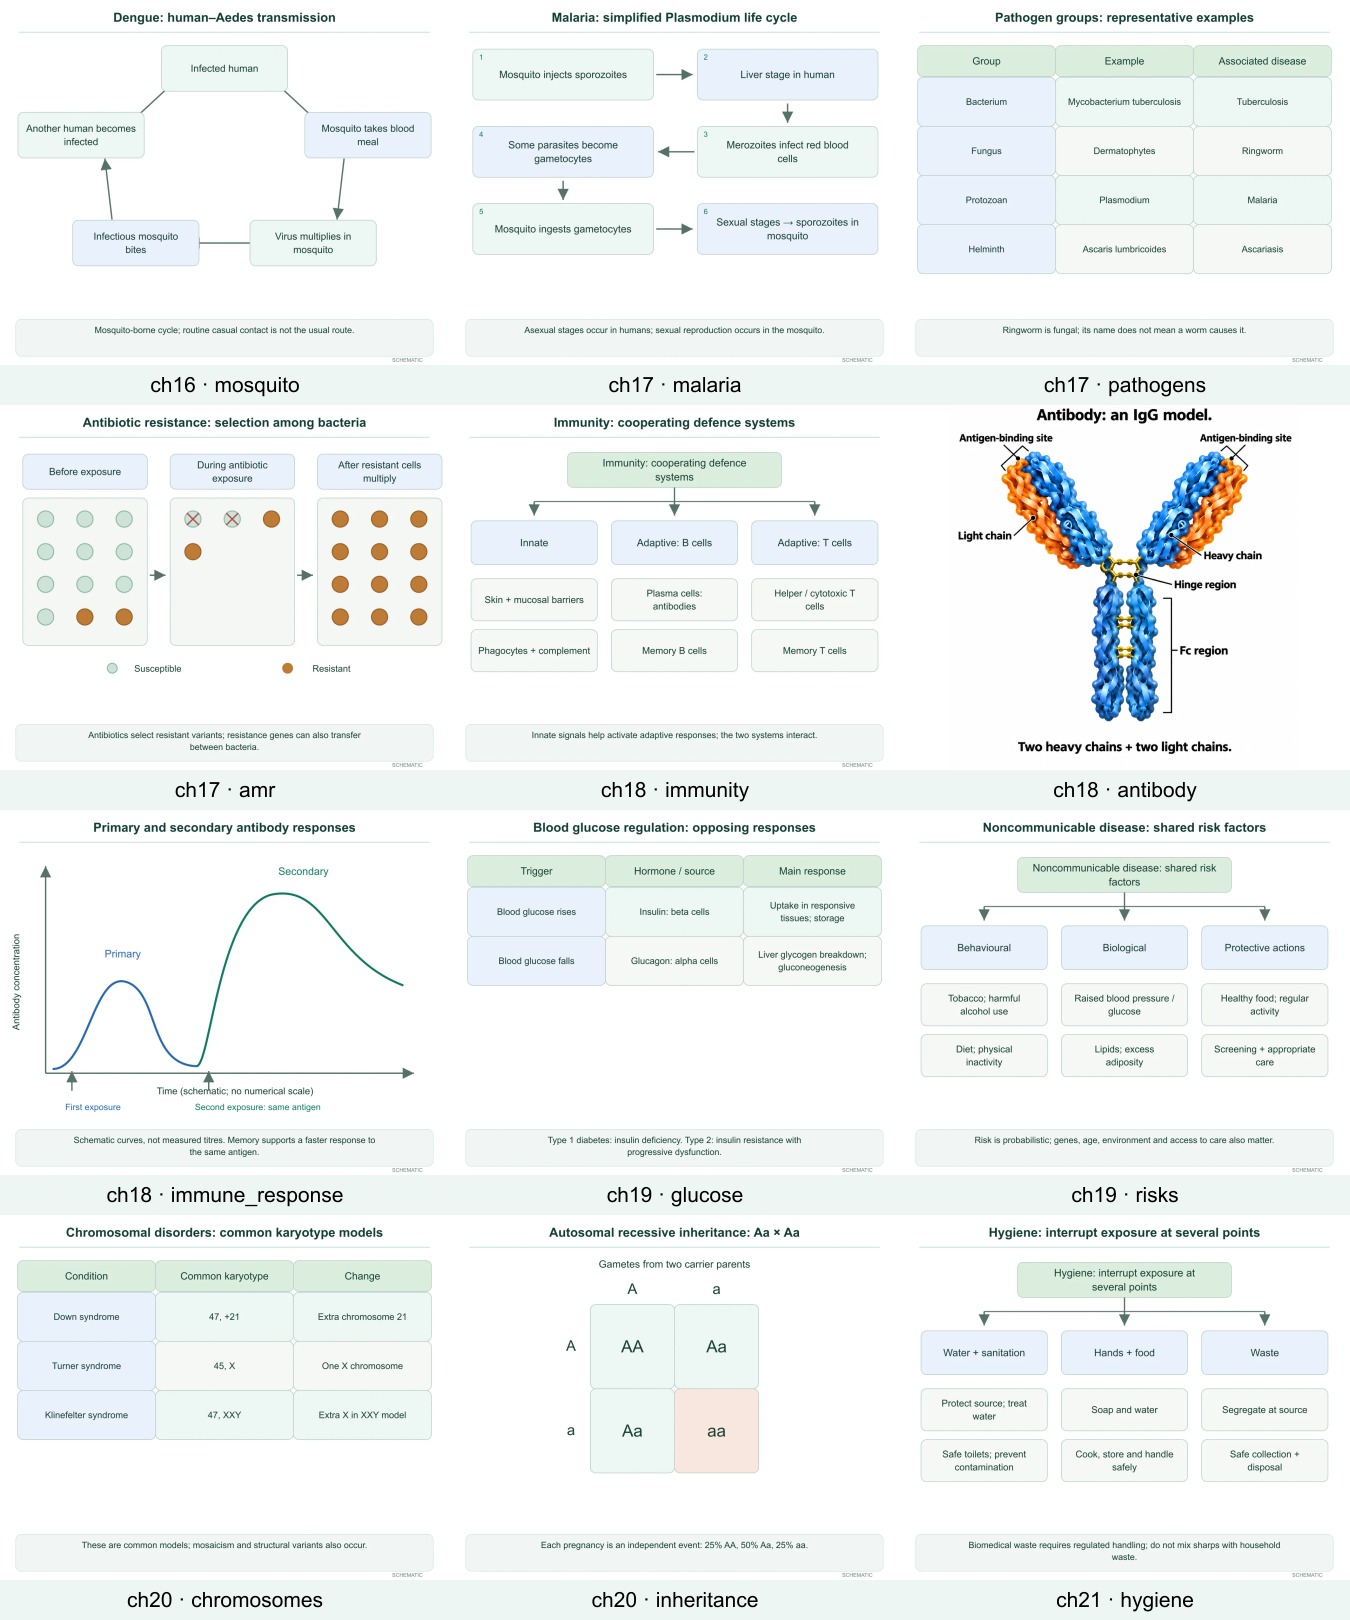 Dengue: human–Aedes transmission
Infected human
Another human becomes
infected
Mosquito takes blood
meal
Infectious mosquito
bites
Virus multiplies in
mosquito
Mosquito-borne cycle; routine casual contact is not the usual route.
SCHEMATIC
ch16 · mosquito
Malaria: simplified Plasmodium life cycle
1
Mosquito injects sporozoites
2
Liver stage in human
4
Some parasites become
gametocytes
3
Merozoites infect red blood
cells
5
Mosquito ingests gametocytes
6
Sexual stages → sporozoites in
mosquito
Asexual stages occur in humans; sexual reproduction occurs in the mosquito.
SCHEMATIC
ch17 · malaria
Pathogen groups: representative examples
Group
Example
Associated disease
Bacterium
Mycobacterium tuberculosis
Tuberculosis
Fungus
Dermatophytes
Ringworm
Protozoan
Plasmodium
Malaria
Helminth
Ascaris lumbricoides
Ascariasis
Ringworm is fungal; its name does not mean a worm causes it.
SCHEMATIC
ch17 · pathogens
Antibiotic resistance: selection among bacteria
Before exposure
During antibiotic
exposure
After resistant cells
multiply
Susceptible
Resistant
Antibiotics select resistant variants; resistance genes can also transfer
between bacteria.
SCHEMATIC
ch17 · amr
Immunity: cooperating defence systems
Immunity: cooperating defence
systems
Innate
Adaptive: B cells
Adaptive: T cells
Skin + mucosal barriers
Plasma cells:
antibodies
Helper / cytotoxic T
cells
Phagocytes + complement
Memory B cells
Memory T cells
Innate signals help activate adaptive responses; the two systems interact.
SCHEMATIC
ch18 · immunity
Antibody: an IgG model.
Antigen-binding site
Antigen-binding site
Light chain
Heavy chain
Hinge region
Fc region
Two heavy chains + two light chains.
ch18 · antibody
Primary and secondary antibody responses
Secondary
Primary
Antibody concentration
Time (schematic; no numerical scale)
First exposure
Second exposure: same antigen
Schematic curves, not measured titres. Memory supports a faster response to
the same antigen.
SCHEMATIC
ch18 · immune_response
Blood glucose regulation: opposing responses
Trigger
Hormone / source
Main response
Blood glucose rises
Insulin: beta cells
Uptake in responsive
tissues; storage
Blood glucose falls
Glucagon: alpha cells
Liver glycogen breakdown;
gluconeogenesis
Type 1 diabetes: insulin deficiency. Type 2: insulin resistance with
progressive dysfunction.
SCHEMATIC
ch19 · glucose
Noncommunicable disease: shared risk factors
Noncommunicable disease: shared risk
factors
Behavioural
Biological
Protective actions
Tobacco; harmful
alcohol use
Raised blood pressure /
glucose
Healthy food; regular
activity
Diet; physical
inactivity
Lipids; excess
adiposity
Screening + appropriate
care
Risk is probabilistic; genes, age, environment and access to care also matter.
SCHEMATIC
ch19 · risks
Chromosomal disorders: common karyotype models
Condition
Common karyotype
Change
Down syndrome
47, +21
Extra chromosome 21
Turner syndrome
45, X
One X chromosome
Klinefelter syndrome
47, XXY
Extra X in XXY model
These are common models; mosaicism and structural variants also occur.
SCHEMATIC
ch20 · chromosomes
Autosomal recessive inheritance: Aa × Aa
Gametes from two carrier parents
A
a
A
AA
Aa
a
Aa
aa
Each pregnancy is an independent event: 25% AA, 50% Aa, 25% aa.
SCHEMATIC
ch20 · inheritance
Hygiene: interrupt exposure at several points
Hygiene: interrupt exposure at
several points
Water + sanitation
Hands + food
Waste
Protect source; treat
water
Soap and water
Segregate at source
Safe toilets; prevent
contamination
Cook, store and handle
safely
Safe collection +
disposal
Biomedical waste requires regulated handling; do not mix sharps with household
waste.
SCHEMATIC
ch21 · hygiene